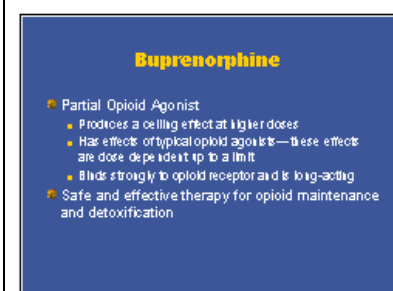 Buprenorphine
Partial Opioid Agonist
Produces a ceiling effect at higher doses
Has effects of typical opioid agonists—these effects
are dose dependent up to a limit
Binds strongly to opioid receptor and is long-acting
Safe and effective therapy for opioid maintenance
and detoxification